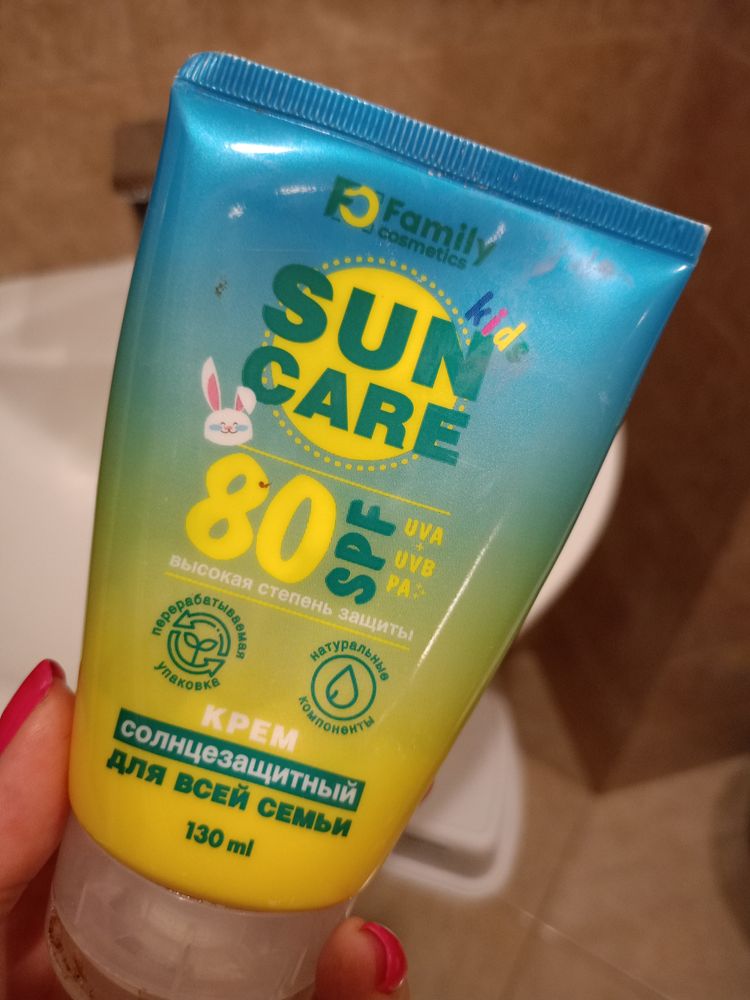 Family
cosmetics
SUN
kids
CARE
80 SPF
UVA
+
UVB
PA
высокая степень защиты
перерабатываемая
упаковка
натуральные
компоненты
КРЕМ
солнцезащитный
ДЛЯ ВСЕЙ СЕМЬИ
130 ml